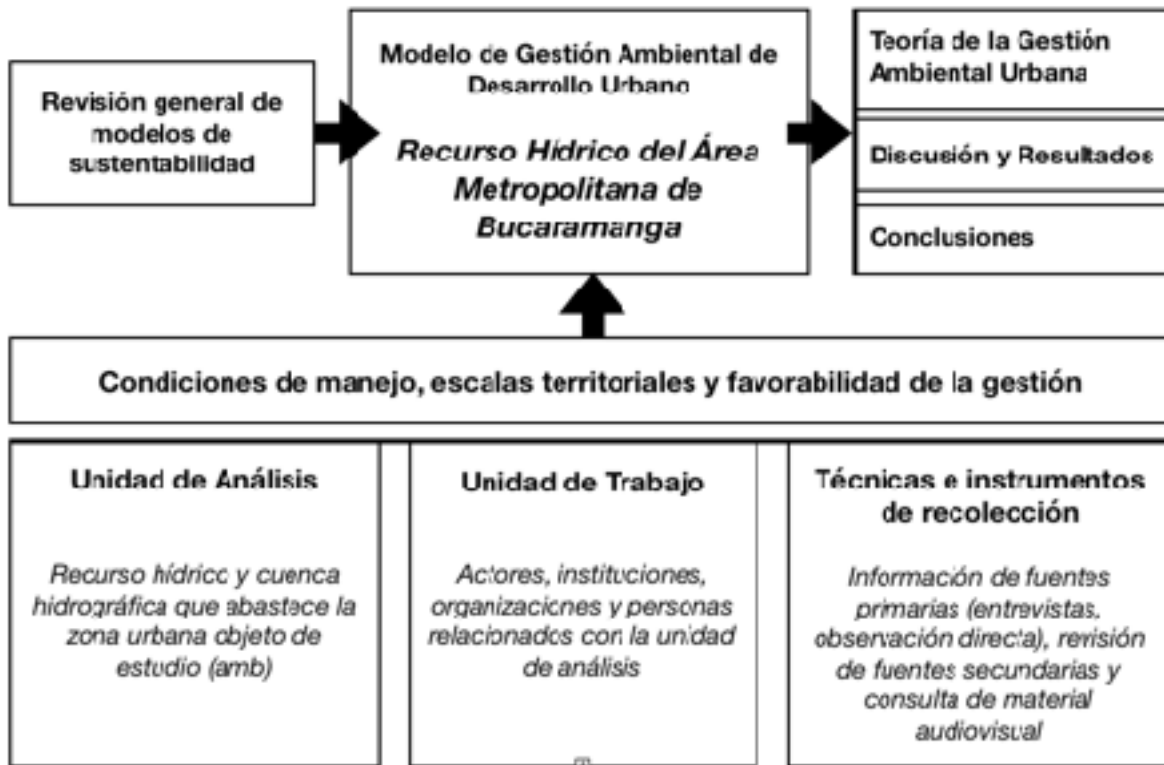 Revisión general de
modelos de
sustentabilidad
Modelo de Gestión Ambiental de
Desarrollo Urbano
Recurso Hídrico del Área
Metropolitana de
Bucaramanga
Teoría de la Gestión
Ambiental Urbana
Discusión y Resultados
Conclusiones
Condiciones de manejo, escalas territoriales y favorabilidad de la gestión
Unidad de Análisis
Recurso hídrico y cuenca
hidrográfica que abastece la
zona urbana objeto de
estudio (amb)
Unidad de Trabajo
Actores, instituciones,
organizaciones y personas
relacionados con la unidad
de análisis
Técnicas e instrumentos
de recolección
Información de fuentes
primarias (entrevistas,
observación directa), revisión
de fuentes secundarias y
consulta de material
audiovisual